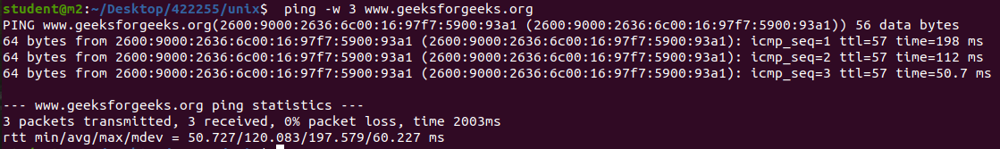 student@m2:~/Desktop/422255/unix$  ping -w 3 www.geeksforgeeks.org
PING www.geeksforgeeks.org(2600:9000:2636:6c00:16:97f7:5900:93a1 (2600:9000:2636:6c00:16:97f7:5900:93a1)) 56 data bytes
64 bytes from 2600:9000:2636:6c00:16:97f7:5900:93a1 (2600:9000:2636:6c00:16:97f7:5900:93a1): icmp_seq=1 ttl=57 time=198 ms
64 bytes from 2600:9000:2636:6c00:16:97f7:5900:93a1 (2600:9000:2636:6c00:16:97f7:5900:93a1): icmp_seq=2 ttl=57 time=112 ms
64 bytes from 2600:9000:2636:6c00:16:97f7:5900:93a1 (2600:9000:2636:6c00:16:97f7:5900:93a1): icmp_seq=3 ttl=57 time=50.7 ms
--- www.geeksforgeeks.org ping statistics ---
3 packets transmitted, 3 received, 0% packet loss, time 2003ms
rtt min/avg/max/mdev = 50.727/120.083/197.579/60.227 ms